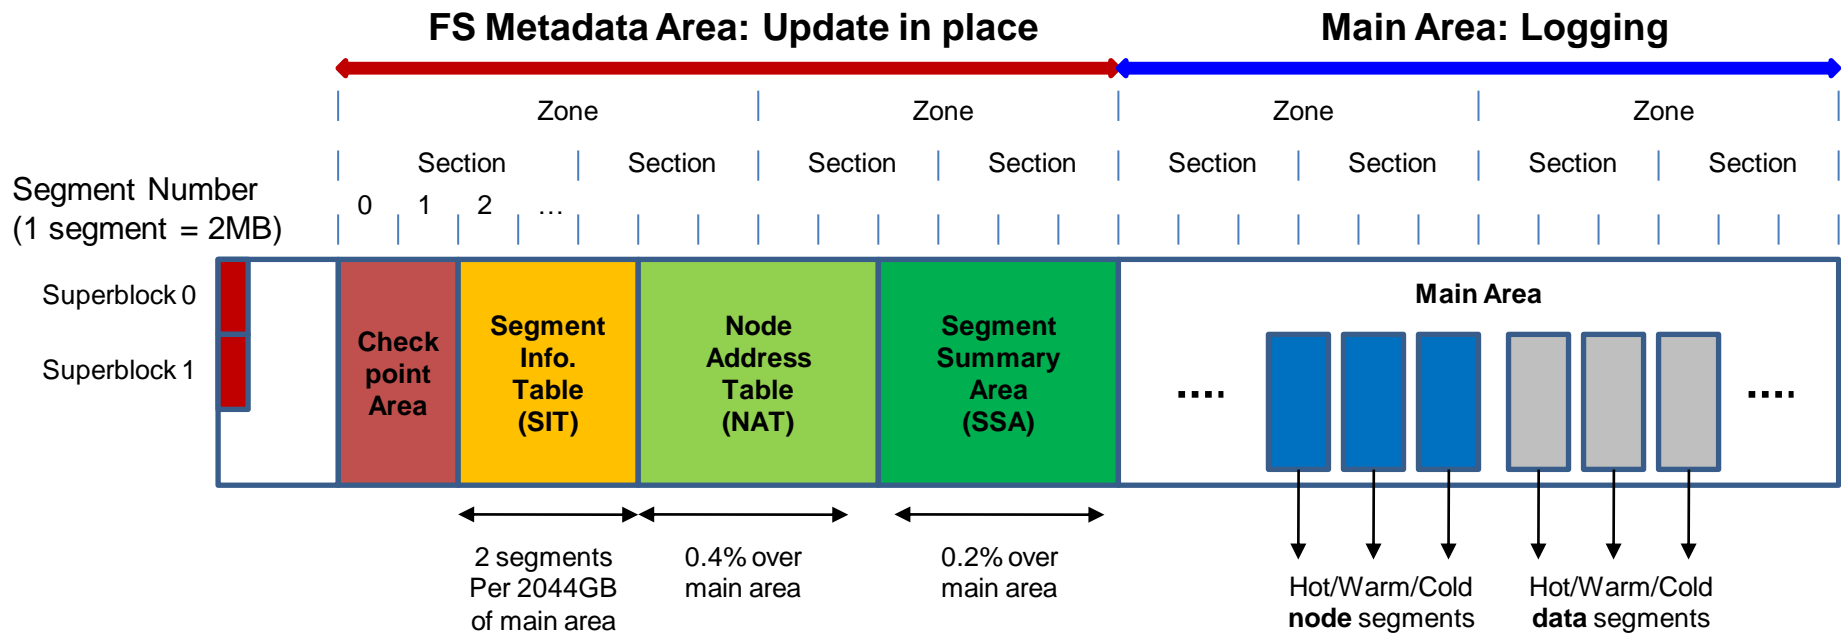 FS Metadata Area: Update in place
Main Area: Logging
Zone
Zone
Zone
Zone
Section
Section
Section
Section
Section
Section
Section
Section
Segment Number
(1 segment = 2MB)
0
1
2
...
Superblock 0
Superblock 1
Check
point
Area
Segment
Info.
Table
(SIT)
Node
Address
Table
(NAT)
Segment
Summary
Area
(SSA)
Main Area
....
....
2 segments
Per 2044GB
of main area
0.4% over
main area
0.2% over
main area
Hot/Warm/Cold
node segments
Hot/Warm/Cold
data segments